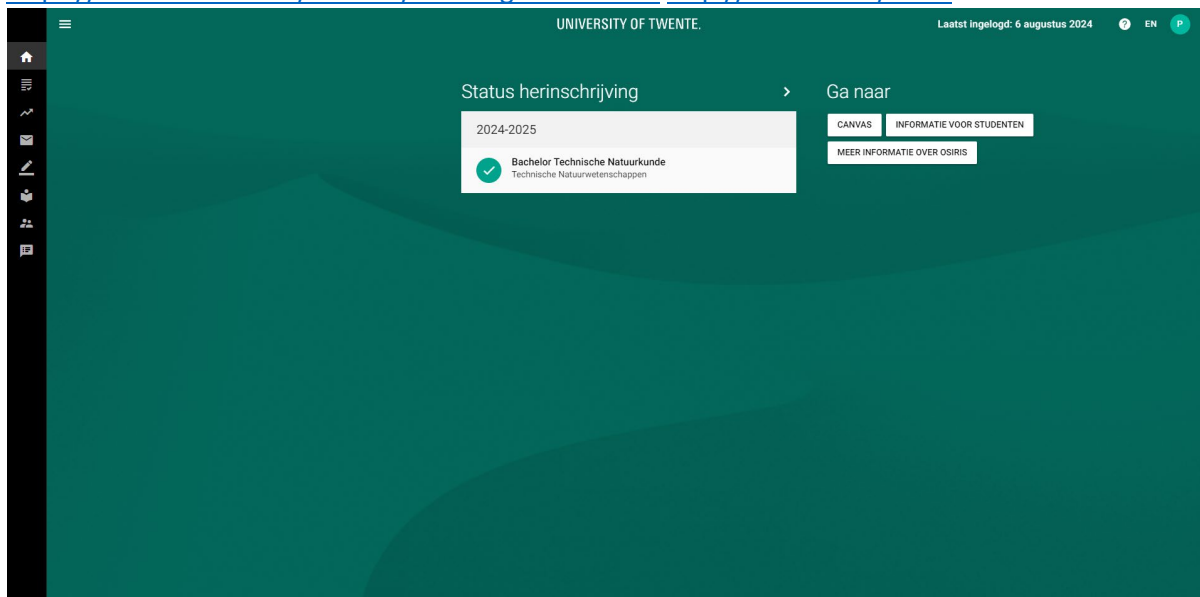 UNIVERSITY OF TWENTE.
Laatst ingelogd: 6 augustus 2024
?
EN
P
Status herinschrijving
Ga naar
2024-2025
CANVAS
INFORMATIE VOOR STUDENTEN
Bachelor Technische Natuurkunde
Technische Natuurwetenschappen
MEER INFORMATIE OVER OSIRIS